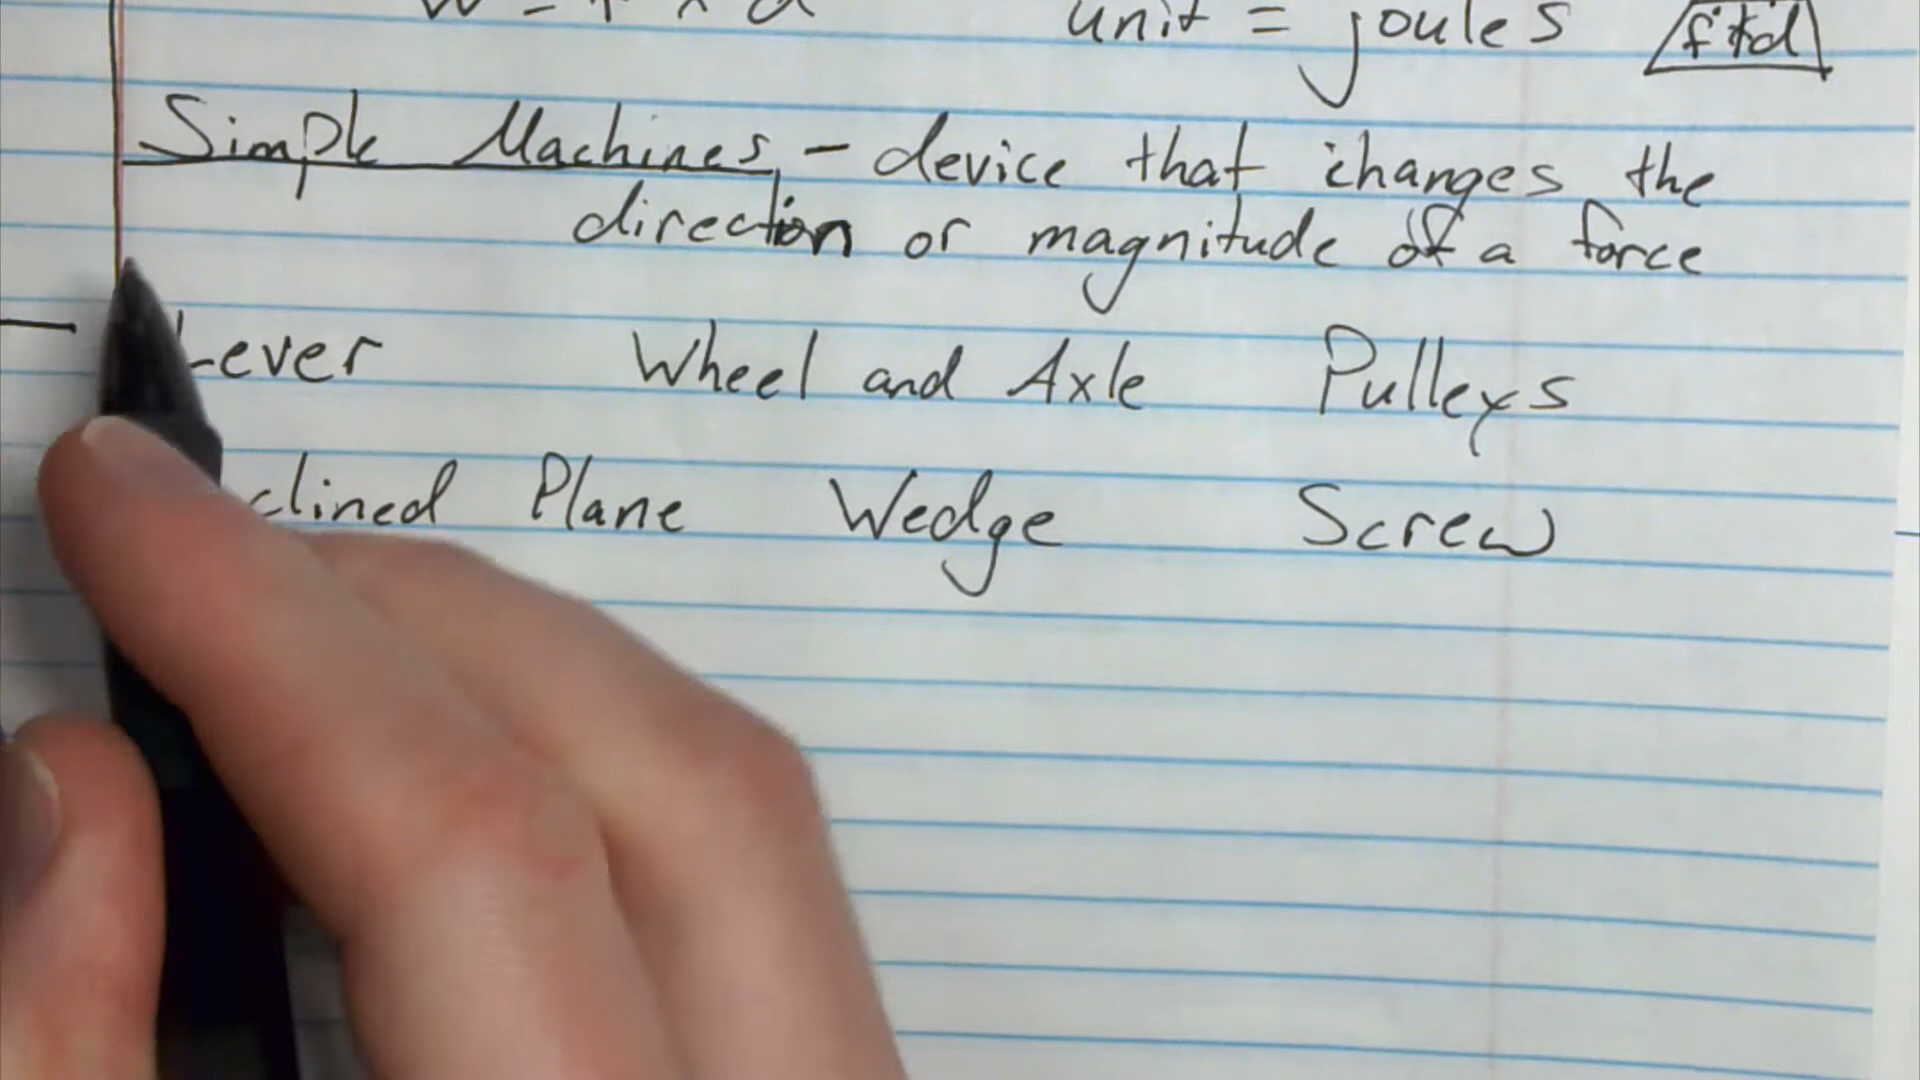 unit = joules
Simple Machines - device that changes the
direction or magnitude of a force
Lever Wheel and Axle Pulleys
clined Plane Wedge Screw